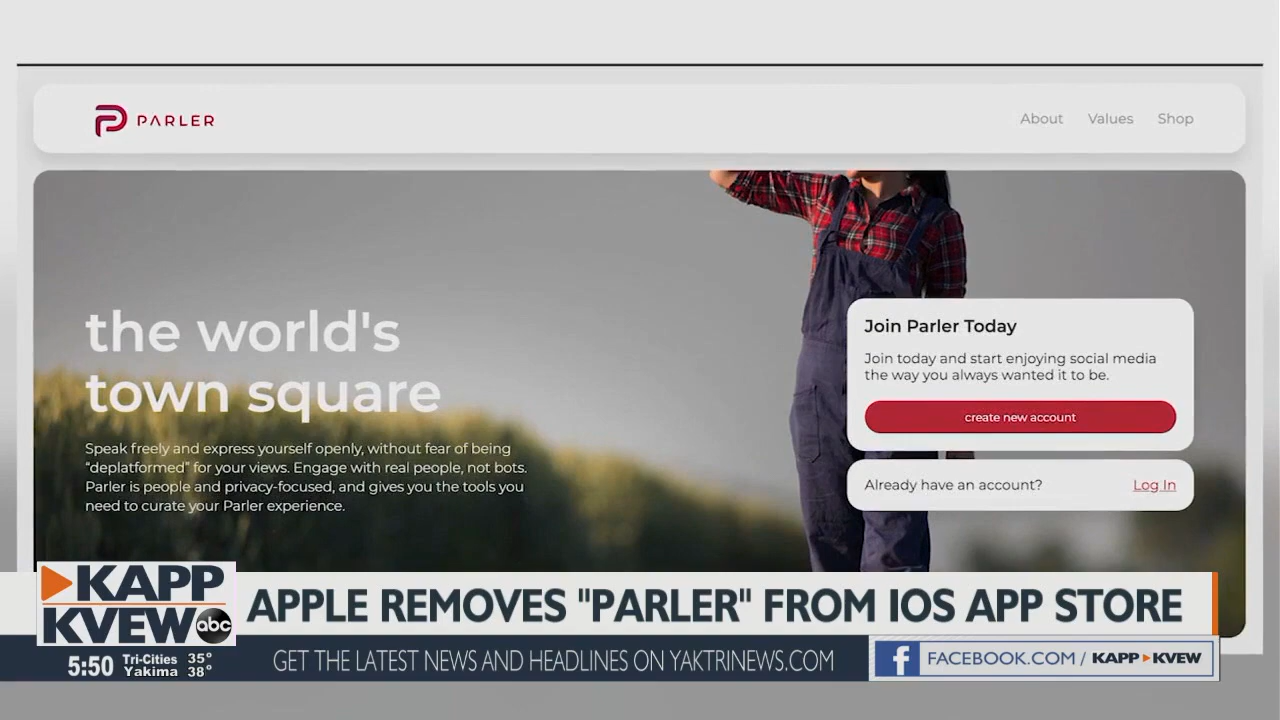 PARLER
About Values Shop
the world's
town square
Speak freely and express yourself openly, without fear of being
“deplatformed” for your views. Engage with real people, not bots.
Parler is people and privacy-focused, and gives you the tools you
need to curate your Parler experience.
Join Parler Today
Join today and start enjoying social media
the way you always wanted it to be.
create new account
Already have an account? Log In
KAPP
KVEW abc
APPLE REMOVES "PARLER" FROM IOS APP STORE
5:50 Tri-Cities 35°
Yakima 38°
GET THE LATEST NEWS AND HEADLINES ON YAKTRINEWS.COM
f FACEBOOK.COM / KAPP KVEW